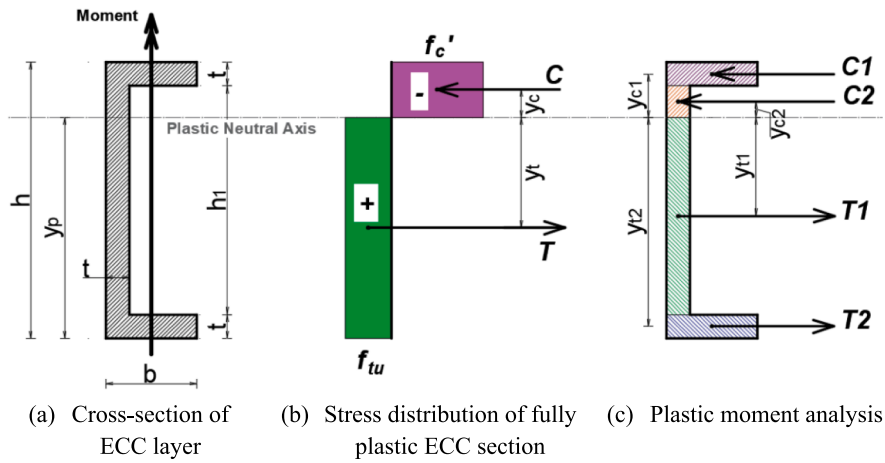 Moment
t
Plastic Neutral Axis
h
yp
h1
t
t
b
fc'
-
C
yc
yt
+
T
ftu
C1
yc1
C2
yc2
yt1
yt2
T1
T2
(a) Cross-section of
ECC layer
(b) Stress distribution of fully
plastic ECC section
(c) Plastic moment analysis